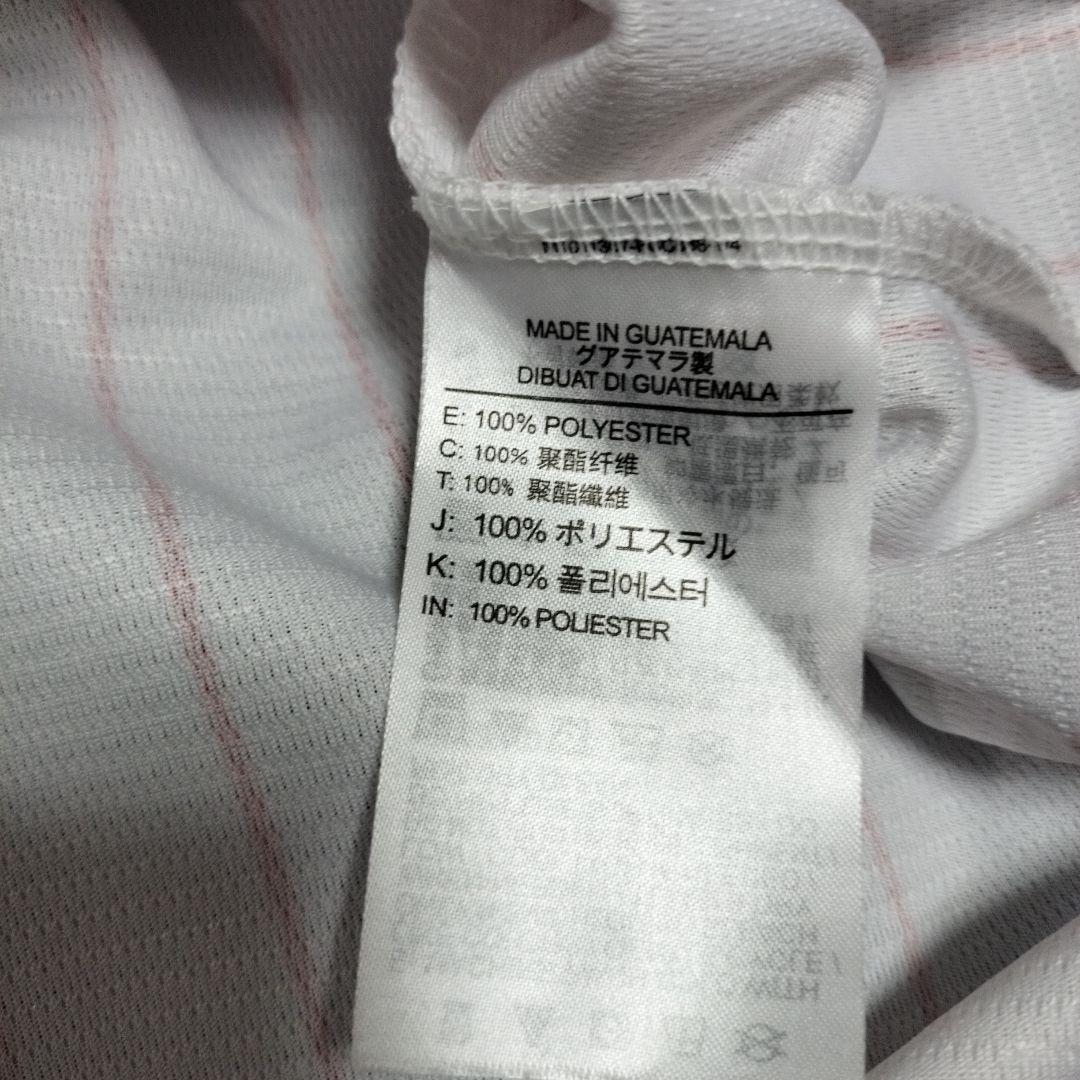 MADE IN GUATEMALA
グアテマラ製
DIBUAT DI GUATEMALA
E: 100% POLYESTER
C: 100% 聚酯纤维
T: 100% 聚酯纖維
J: 100% ポリエステル
K: 100% 폴리에스터
IN: 100% POLIESTER